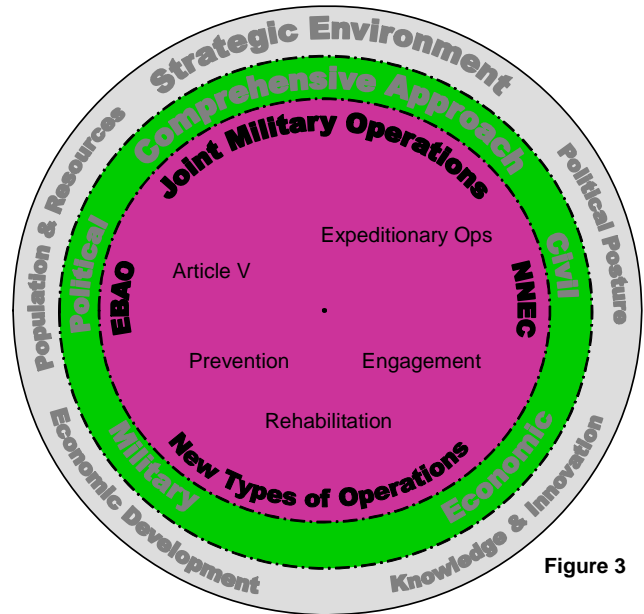 Strategic Environment
Comprehensive Approach
Joint Military Operations
Population & Resources
Political Posture
Political
Civil
Expeditionary Ops
Article V
EBAO
NNEC
Prevention
Engagement
Rehabilitation
New Types of Operations
Military
Economic
Economic Development
Knowledge & Innovation
Figure 3